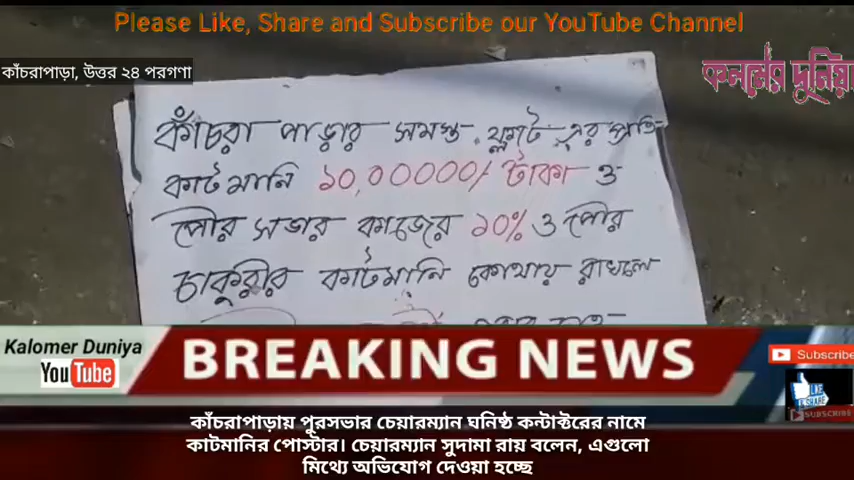 Please Like, Share and Subscribe our YouTube Channel
কাঁচরাপাড়া, উত্তর ২৪ পরগণা
কলমের দুনিয়া
কাঁচরা পাড়ার সমস্ত ফ্ল্যাট এর প্রতি
কাটমানি ১০,০০০০০/ টাকা ও
পৌর সভার কাজের ১০% ও পৌর
চাকুরীর কাটমানি কোথায় রাখলে
Kalomer Duniya
YouTube
BREAKING NEWS
Subscribe
LIKE
& SHARE
SUBSCRIBE
কাঁচরাপাড়ায় পুরসভার চেয়ারম্যান ঘনিষ্ঠ কন্টাক্টরের নামে
কাটমানির পোস্টার। চেয়ারম্যান সুদামা রায় বলেন, এগুলো
মিথ্যে অভিযোগ দেওয়া হচ্ছে